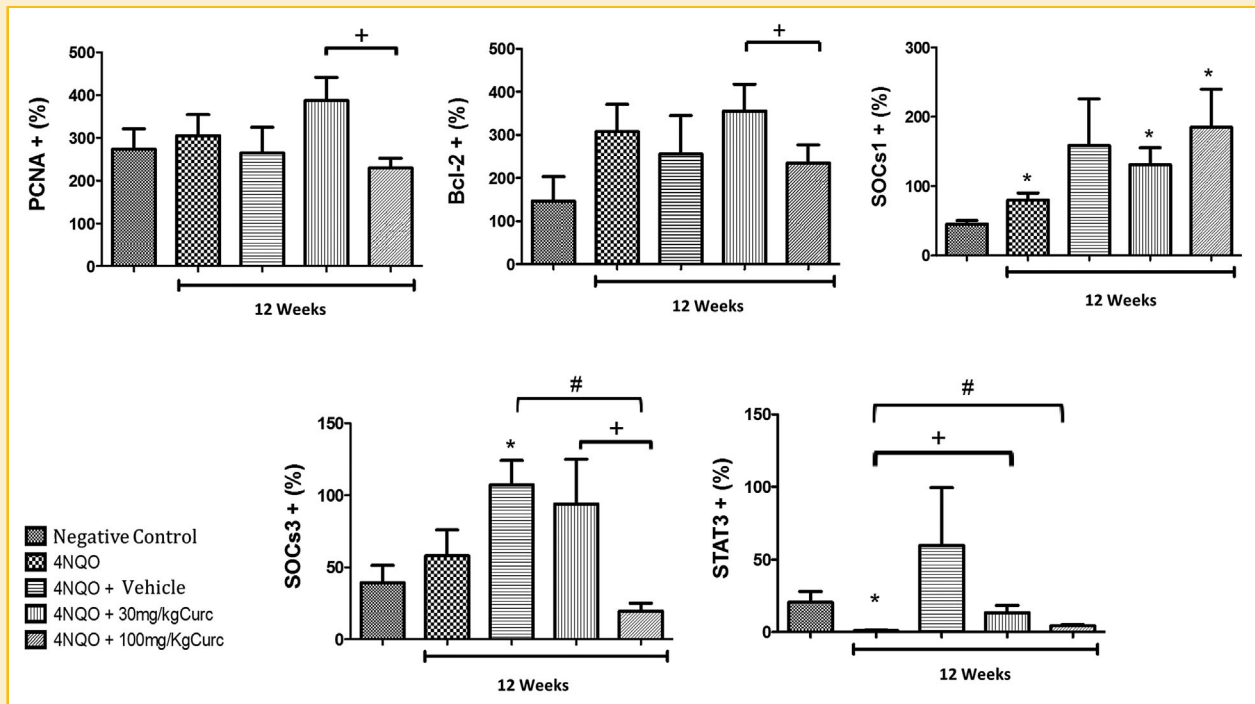 +
500
400
300
200
100
0
PCNA + (%)
12 Weeks
+
500
400
300
200
100
0
Bcl-2 + (%)
12 Weeks
300
200
100
0
SOCs1 + (%)
*
*
*
12 Weeks
Negative Control
4NQO
4NQO + Vehicle
4NQO + 30mg/kgCurc
4NQO + 100mg/KgCurc
#
+
*
150
100
50
0
SOCs3 + (%)
12 Weeks
#
+
*
150
100
50
0
STAT3 + (%)
12 Weeks